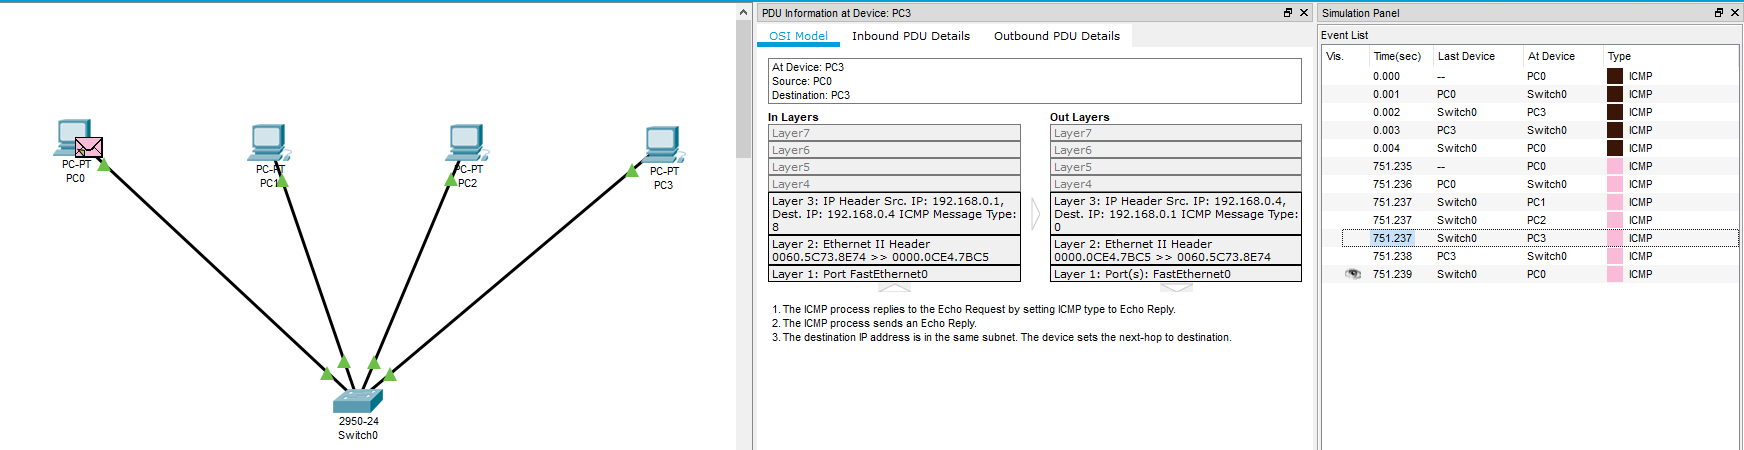 PC-PT
PC0
PC-PT
PC1
PC-PT
PC2
PC-PT
PC3
2950-24
Switch0
PDU Information at Device: PC3
OSI Model Inbound PDU Details Outbound PDU Details
At Device: PC3
Source: PC0
Destination: PC3
In Layers
Layer7
Layer6
Layer5
Layer4
Layer 3: IP Header Src. IP: 192.168.0.1,
Dest. IP: 192.168.0.4 ICMP Message Type:
8
Layer 2: Ethernet II Header
0060.5C73.8E74 >> 0000.0CE4.7BC5
Layer 1: Port FastEthernet0
Out Layers
Layer7
Layer6
Layer5
Layer4
Layer 3: IP Header Src. IP: 192.168.0.4,
Dest. IP: 192.168.0.1 ICMP Message Type:
0
Layer 2: Ethernet II Header
0000.0CE4.7BC5 >> 0060.5C73.8E74
Layer 1: Port(s): FastEthernet0
1. The ICMP process replies to the Echo Request by setting ICMP type to Echo Reply.
2. The ICMP process sends an Echo Reply.
3. The destination IP address is in the same subnet. The device sets the next-hop to destination.
Simulation Panel
Event List
Vis. Time(sec) Last Device At Device Type
0.000 -- PC0 ICMP
0.001 PC0 Switch0 ICMP
0.002 Switch0 PC3 ICMP
0.003 PC3 Switch0 ICMP
0.004 Switch0 PC0 ICMP
751.235 -- PC0 ICMP
751.236 PC0 Switch0 ICMP
751.237 Switch0 PC1 ICMP
751.237 Switch0 PC2 ICMP
751.237 Switch0 PC3 ICMP
751.238 PC3 Switch0 ICMP
751.239 Switch0 PC0 ICMP